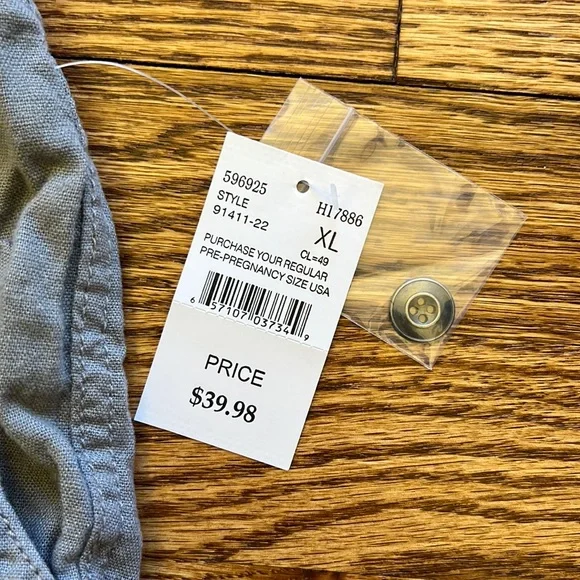 596925 H17886
STYLE XL
91411-22 CL=49
PURCHASE YOUR REGULAR
PRE-PREGNANCY SIZE USA
6 57107 03734 9
PRICE
$39.98